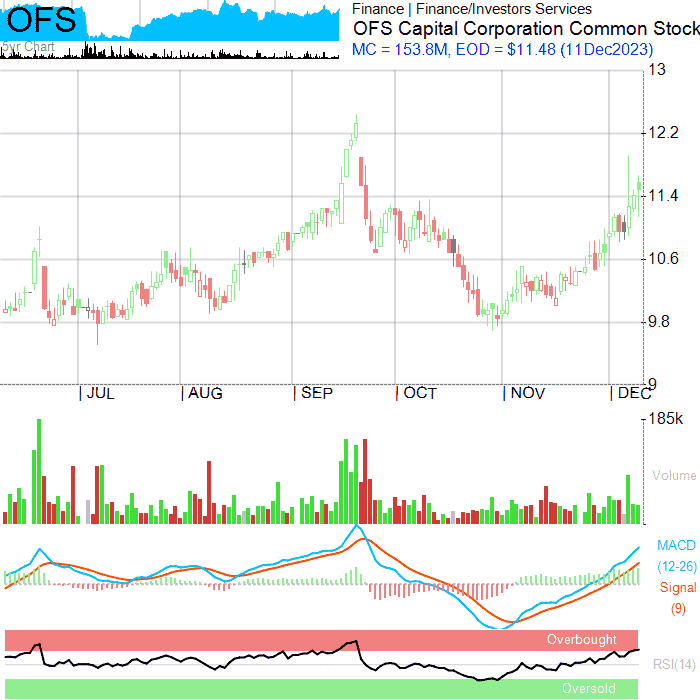 OFS
5yr Chart
Finance | Finance/Investors Services
OFS Capital Corporation Common Stock
MC = 153.8M, EOD = $11.48 (11Dec2023)
13
12.2
11.4
10.6
9.8
9
JUL
AUG
SEP
OCT
NOV
DEC
185k
Volume
MACD
(12-26)
Signal
(9)
Overbought
RSI(14)
Oversold